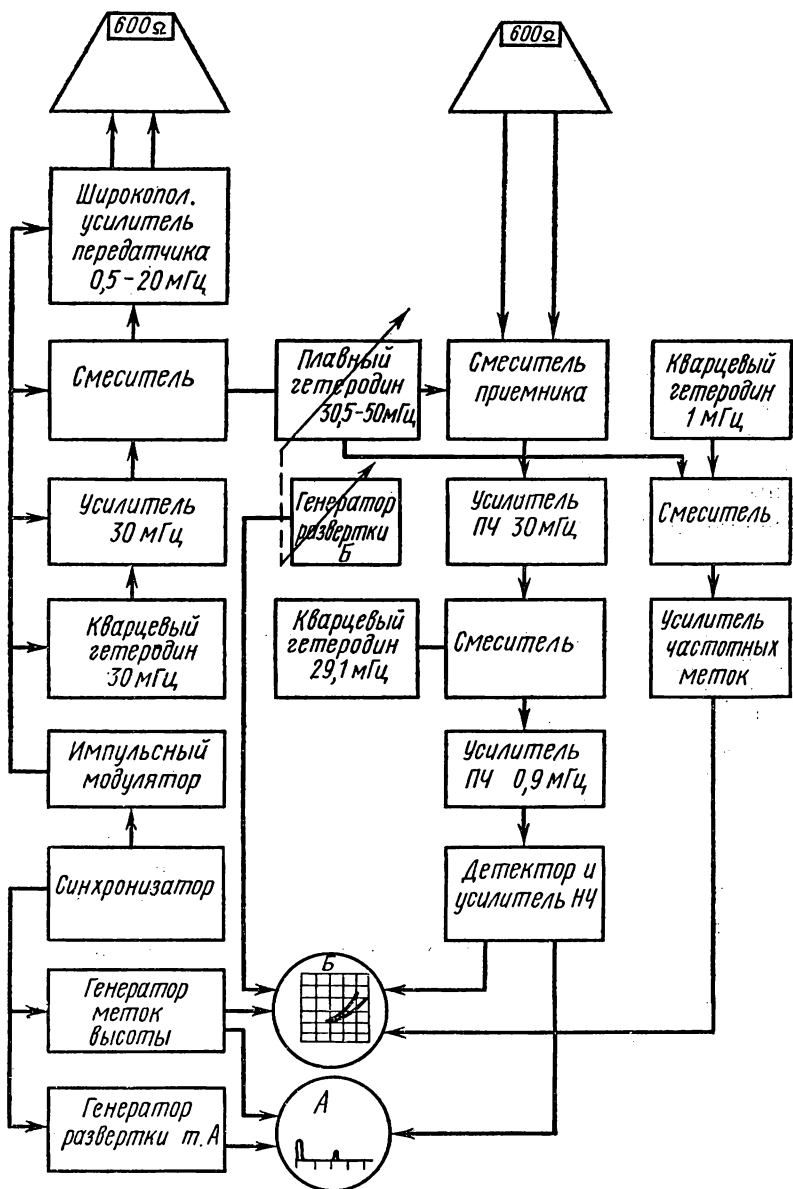 600Ω
600Ω
Широкопол.
усилитель
передатчика
0,5-20 мГц
Смеситель
Плавный
гетеродин
30,5-50мГц
Смеситель
приемника
Кварцевый
гетеродин
1 мГц
Усилитель
30 мГц
Генератор
развертки
Б
Усилитель
ПЧ 30 мГц
Смеситель
Кварцевый
гетеродин
30 мГц
Кварцевый
гетеродин
29,1 мГц
Смеситель
Усилитель
частотных
меток
Импульсный
модулятор
Усилитель
ПЧ 0,9 мГц
Синхронизатор
Детектор и
усилитель НЧ
Генератор
меток
высоты
Б
Генератор
развертки т. А
А